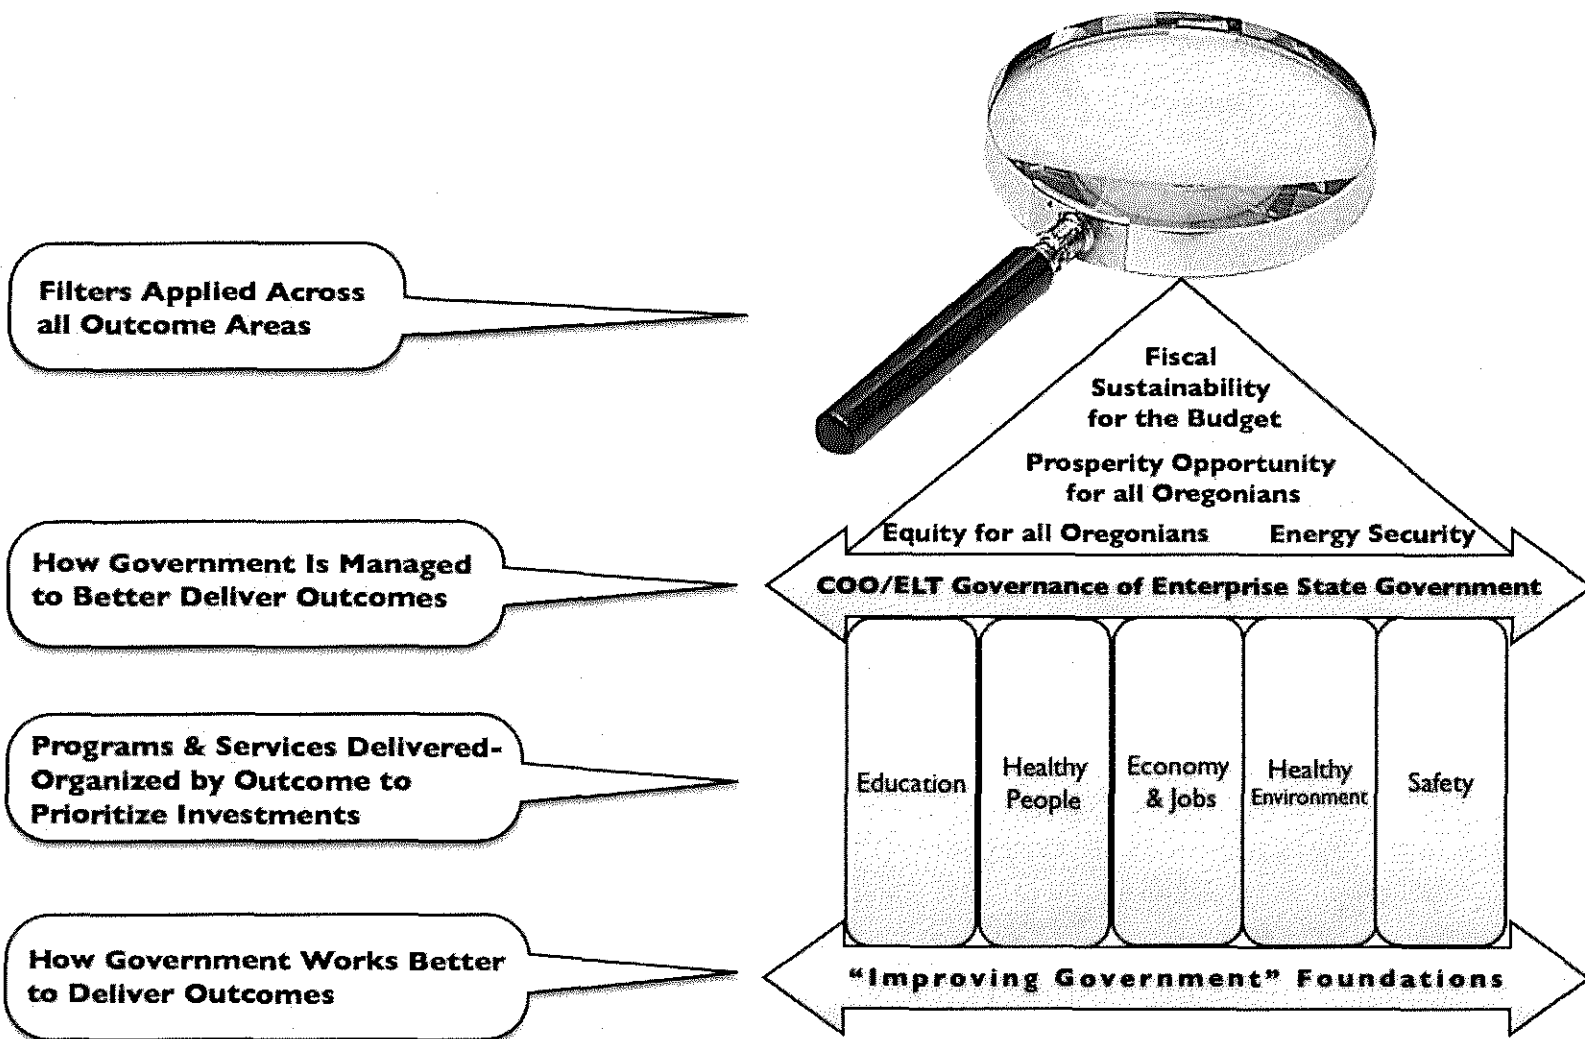 Filters Applied Across
all Outcome Areas
Fiscal
Sustainability
for the Budget
Prosperity Opportunity
for all Oregonians
Equity for all Oregonians
Energy Security
How Government Is Managed
to Better Deliver Outcomes
COO/ELT Governance of Enterprise State Government
Programs & Services Delivered-
Organized by Outcome to
Prioritize Investments
Education
Healthy
People
Economy
& Jobs
Healthy
Environment
Safety
How Government Works Better
to Deliver Outcomes
"Improving Government" Foundations